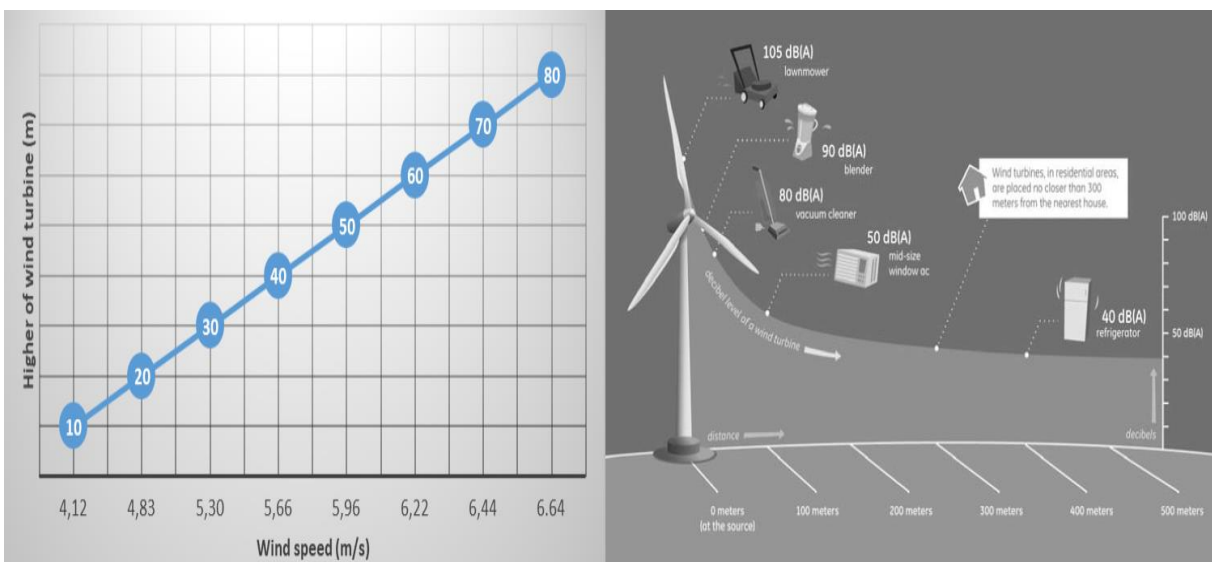 Higher of wind turbine (m)
80
70
60
50
40
30
20
10
4,12 4,83 5,30 5,66 5,96 6,22 6,44 6.64
Wind speed (m/s)
105 dB(A)
lawnmower
90 dB(A)
blender
80 dB(A)
vacuum cleaner
50 dB(A)
mid-size
window ac
Wind turbines, in residential areas,
are placed no closer than 300
meters from the nearest house.
40 dB(A)
refrigerator
100 dB(A)
50 dB(A)
decibels
decibel level of a wind turbine
distance
0 meters
(at the source)
100 meters
200 meters
300 meters
400 meters
500 meters